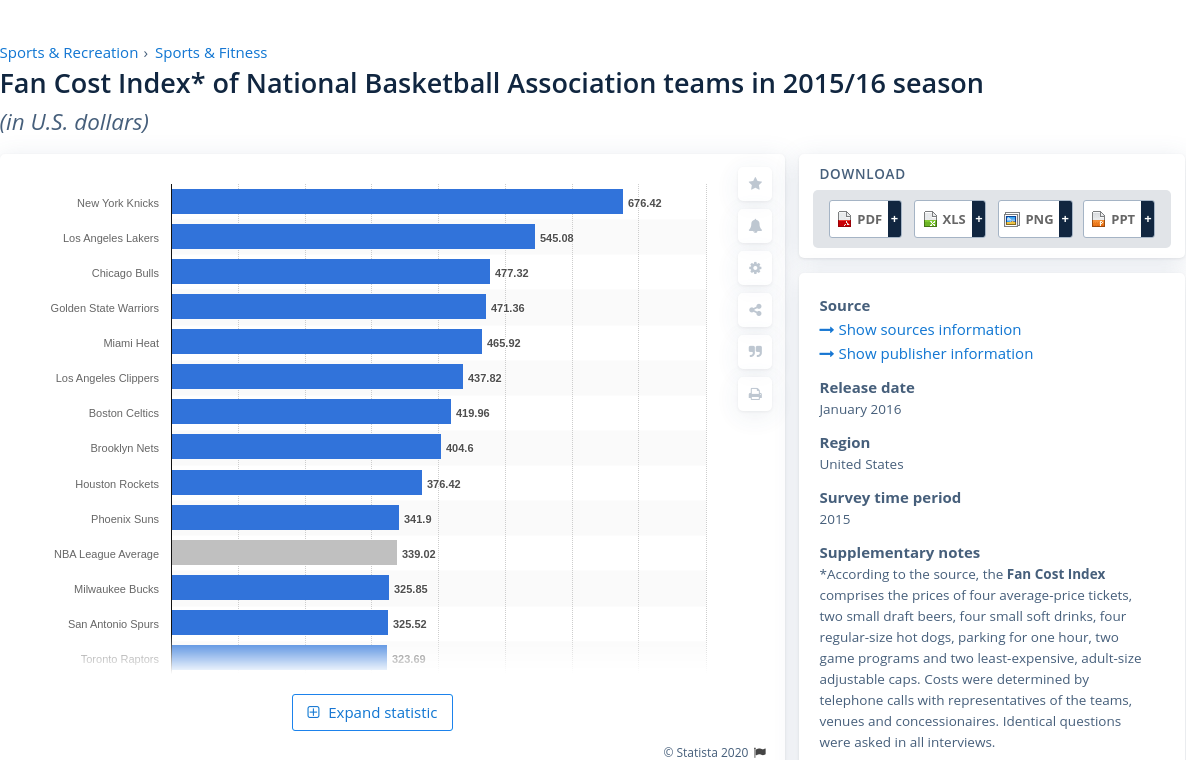 Sports & Recreation › Sports & Fitness
Fan Cost Index* of National Basketball Association teams in 2015/16 season
(in U.S. dollars)
New York Knicks 676.42
Los Angeles Lakers 545.08
Chicago Bulls 477.32
Golden State Warriors 471.36
Miami Heat 465.92
Los Angeles Clippers 437.82
Boston Celtics 419.96
Brooklyn Nets 404.6
Houston Rockets 376.42
Phoenix Suns 341.9
NBA League Average 339.02
Milwaukee Bucks 325.85
San Antonio Spurs 325.52
Toronto Raptors 323.69
Expand statistic
© Statista 2020
DOWNLOAD
PDF + XLS + PNG + PPT +
Source
Show sources information
Show publisher information
Release date
January 2016
Region
United States
Survey time period
2015
Supplementary notes
*According to the source, the Fan Cost Index
comprises the prices of four average-price tickets,
two small draft beers, four small soft drinks, four
regular-size hot dogs, parking for one hour, two
game programs and two least-expensive, adult-size
adjustable caps. Costs were determined by
telephone calls with representatives of the teams,
venues and concessionaires. Identical questions
were asked in all interviews.